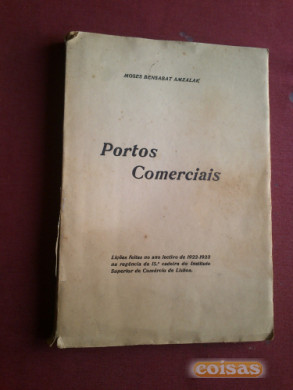 MOSES BENSABAT AMZALAK
Portos
Comerciais
Lições feitas no ano lectivo de 1922-1923
na regência da 15.ª cadeira do Instituto
Superior de Comércio de Lisboa.
coisas